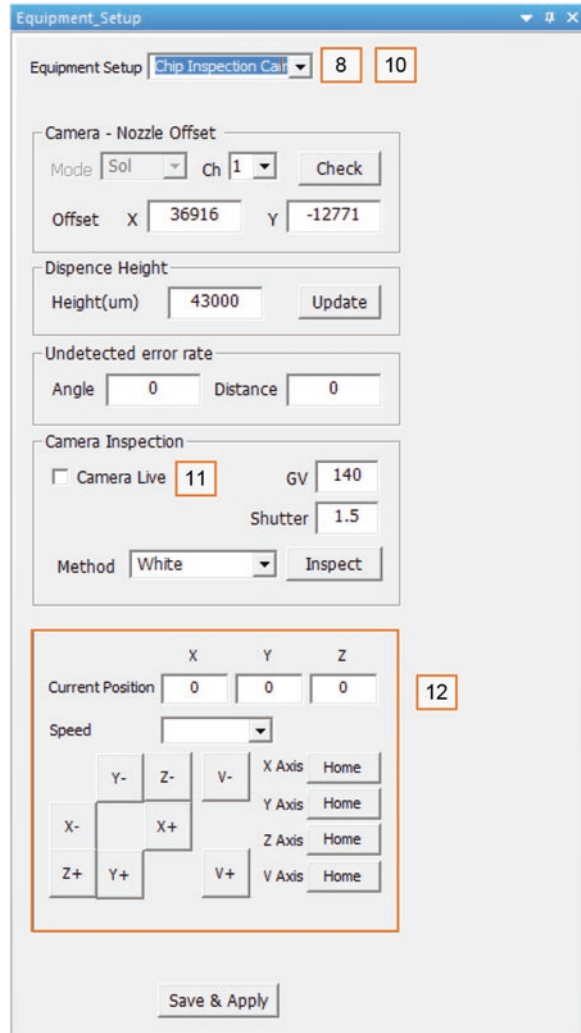 Equipment_Setup
Equipment Setup Chip Inspection Cam 8 10
Camera - Nozzle Offset
Mode Sol Ch 1 Check
Offset X 36916 Y -12771
Dispence Height
Height(um) 43000 Update
Undetected error rate
Angle 0 Distance 0
Camera Inspection
Camera Live 11 GV 140
Shutter 1.5
Method White Inspect
X Y Z
Current Position 0 0 0 12
Speed
Y- Z- V- X Axis Home
Y Axis Home
X- X+
Z Axis Home
Z+ Y+ V+ V Axis Home
Save & Apply